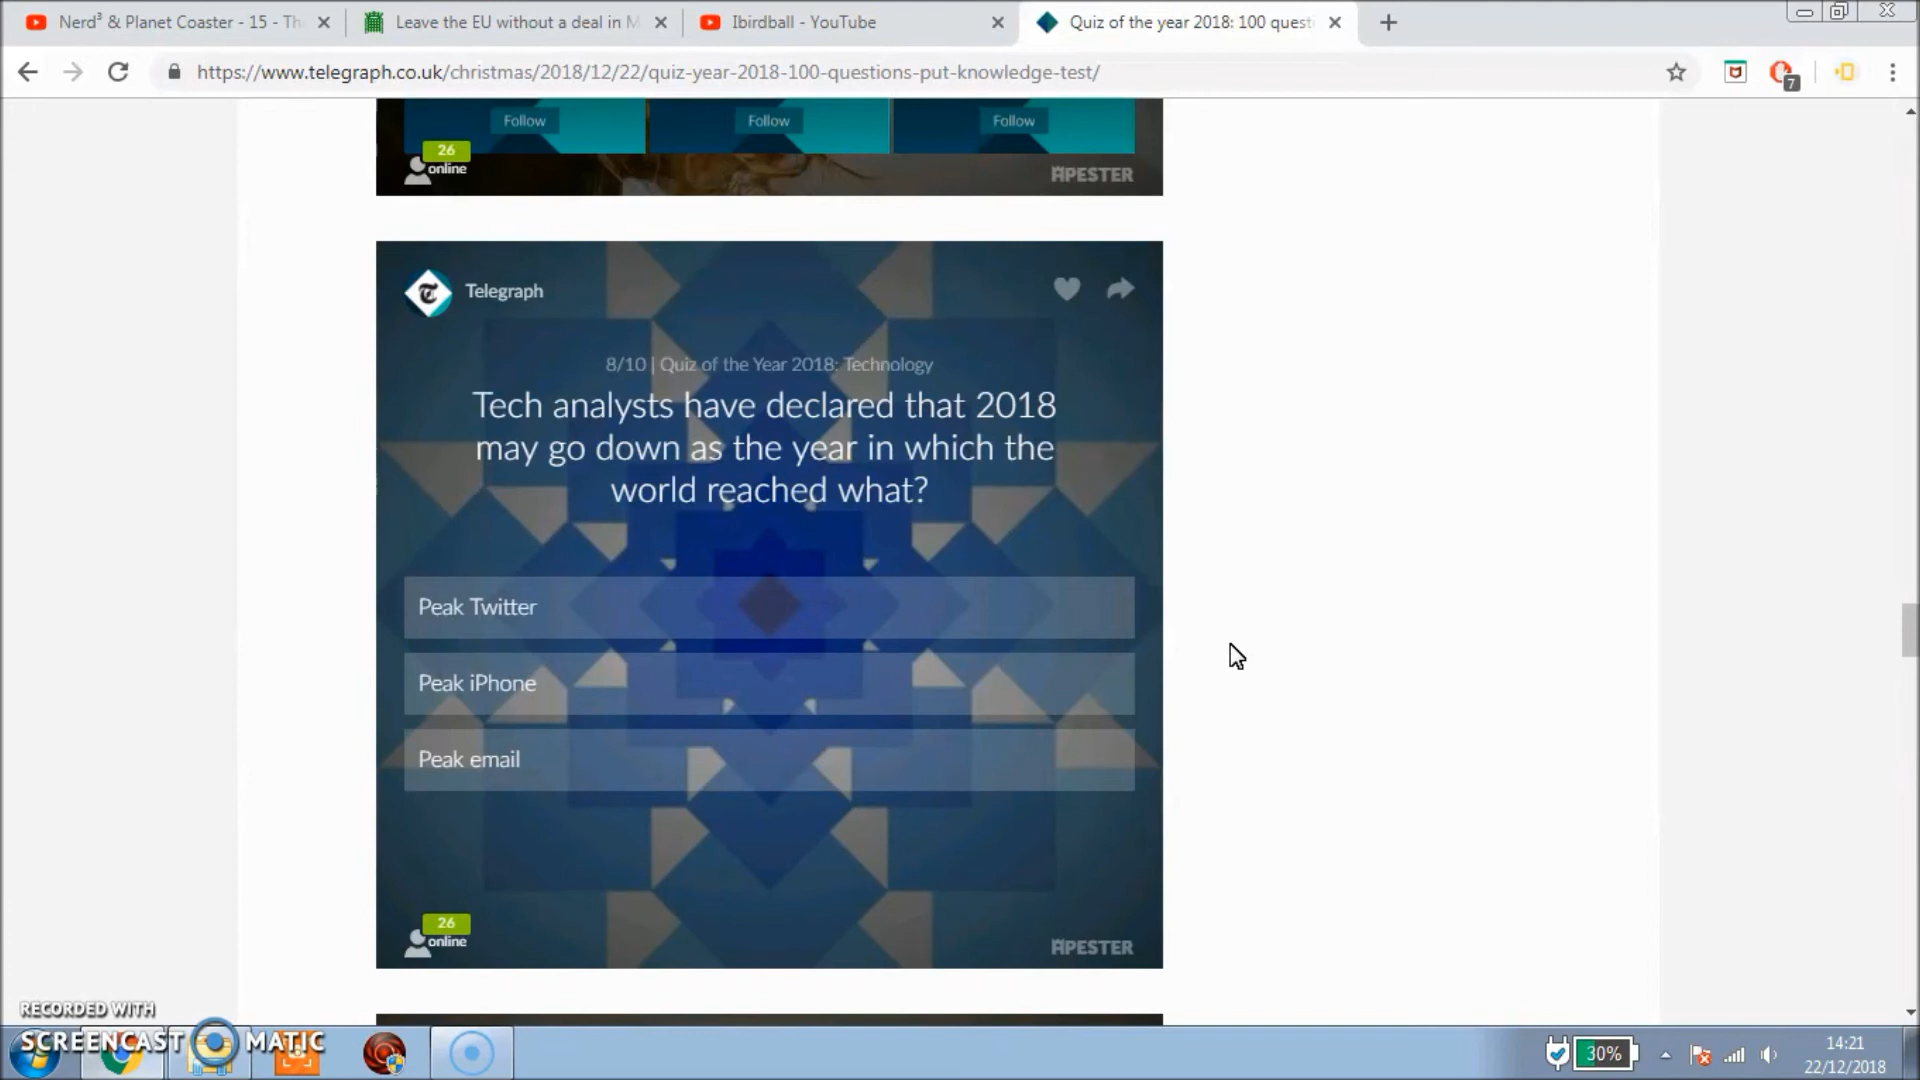 Nerd³ & Planet Coaster - 15 - Th
Leave the EU without a deal in M
Ibirdball - YouTube
Quiz of the year 2018: 100 quest
https://www.telegraph.co.uk/christmas/2018/12/22/quiz-year-2018-100-questions-put-knowledge-test/
7
Follow
Follow
Follow
26
online
APESTER
Telegraph
8/10 | Quiz of the Year 2018: Technology
Tech analysts have declared that 2018
may go down as the year in which the
world reached what?
Peak Twitter
Peak iPhone
Peak email
26
online
APESTER
RECORDED WITH
SCREENCAST MATIC
30%
14:21
22/12/2018